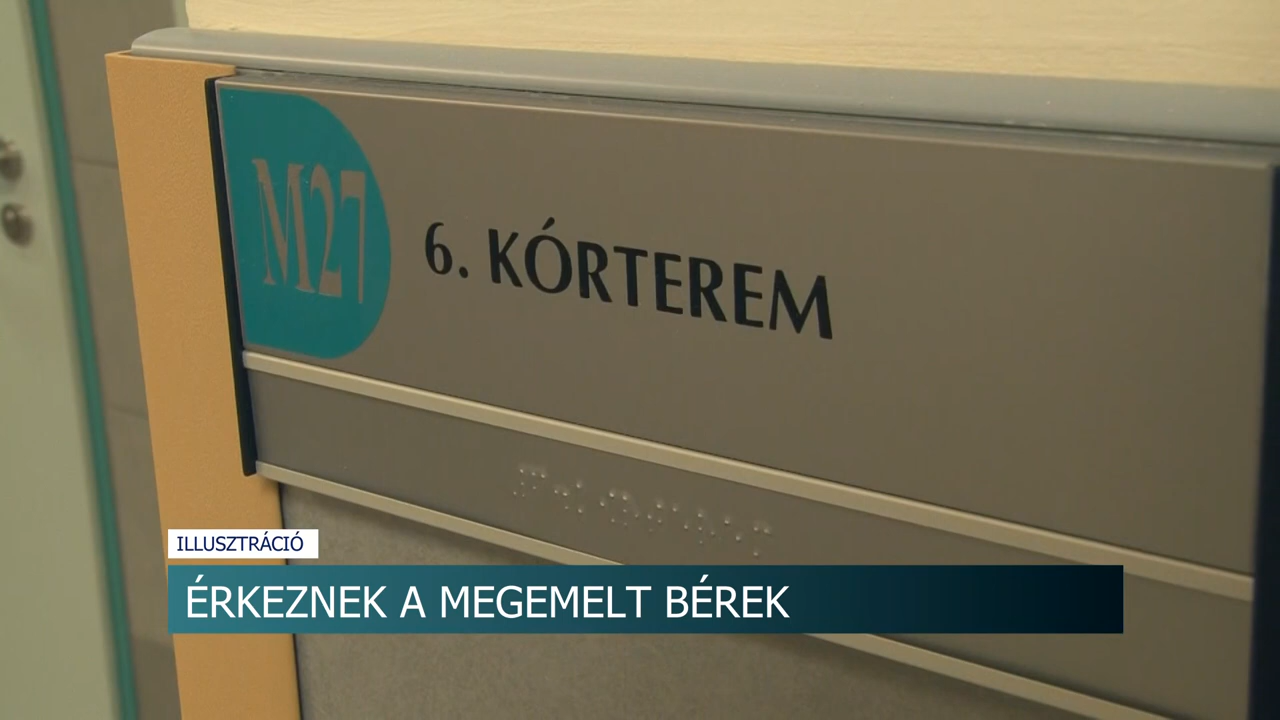 M27
6. KÓRTEREM
ILLUSZTRÁCIÓ
ÉRKEZNEK A MEGEMELT BÉREK